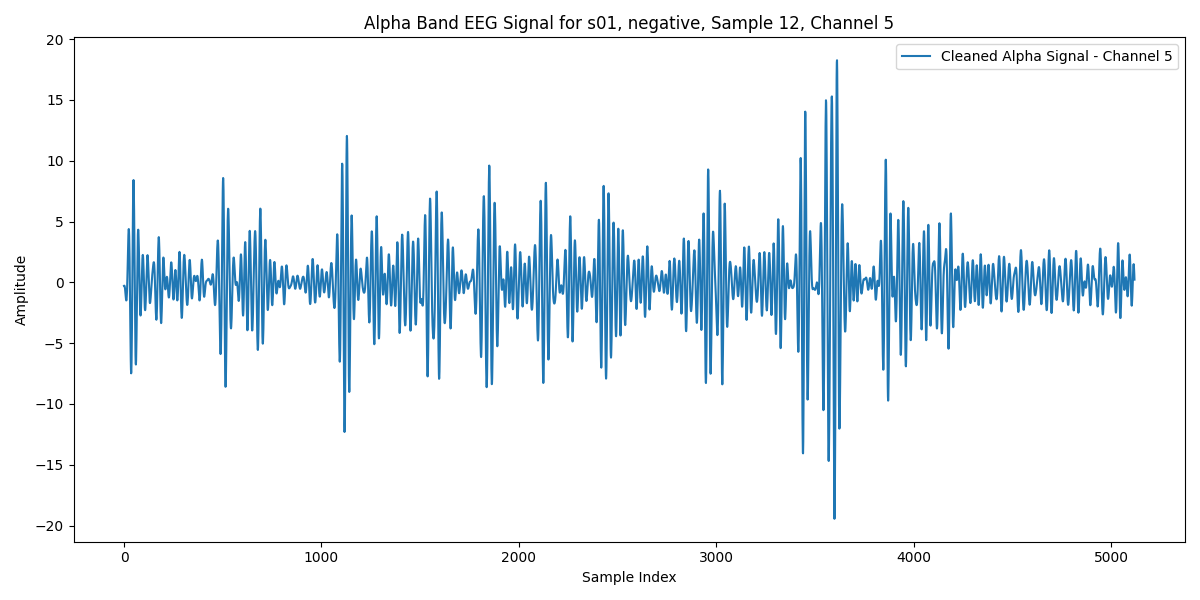 Alpha Band EEG Signal for s01, negative, Sample 12, Channel 5
Cleaned Alpha Signal - Channel 5
Amplitude
20
15
10
5
0
−5
−10
−15
−20
0 1000 2000 3000 4000 5000
Sample Index